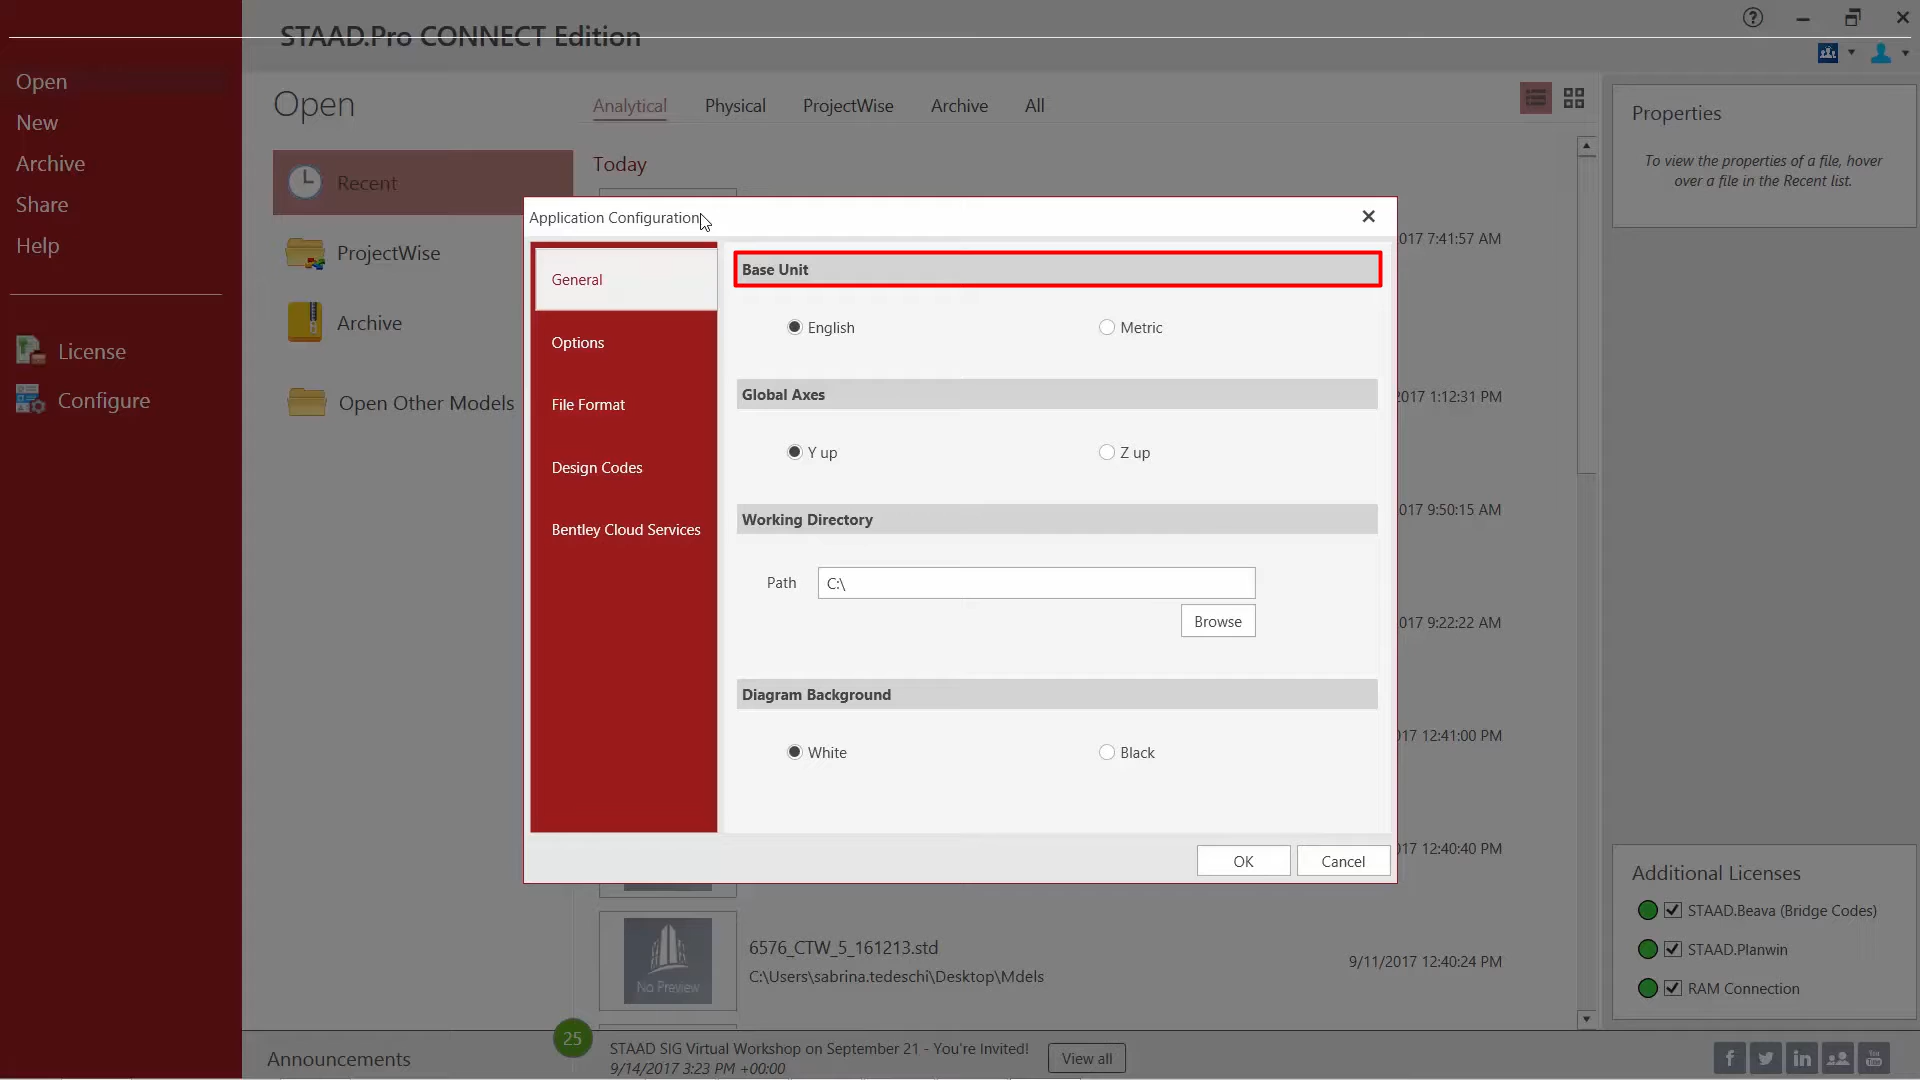 STAAD.Pro CONNECT Edition
Open
New
Archive
Share
Help
License
Configure
Open
Analytical
Physical
ProjectWise
Archive
All
Recent
ProjectWise
Archive
Open Other Models
Today
017 7:41:57 AM
2017 1:12:31 PM
017 9:50:15 AM
017 9:22:22 AM
017 12:41:00 PM
017 12:40:40 PM
Application Configuration
General
Options
File Format
Design Codes
Bentley Cloud Services
Base Unit
English
Metric
Global Axes
Y up
Z up
Working Directory
Path
C:\
Browse
Diagram Background
White
Black
OK
Cancel
No Preview
6576_CTW_5_161213.std
C:\Users\sabrina.tedeschi\Desktop\Mdels
9/11/2017 12:40:24 PM
Properties
To view the properties of a file, hover
over a file in the Recent list.
Additional Licenses
STAAD.Beava (Bridge Codes)
STAAD.Planwin
RAM Connection
Announcements
25
STAAD SIG Virtual Workshop on September 21 - You're Invited!
9/14/2017 3:23 PM +00:00
View all